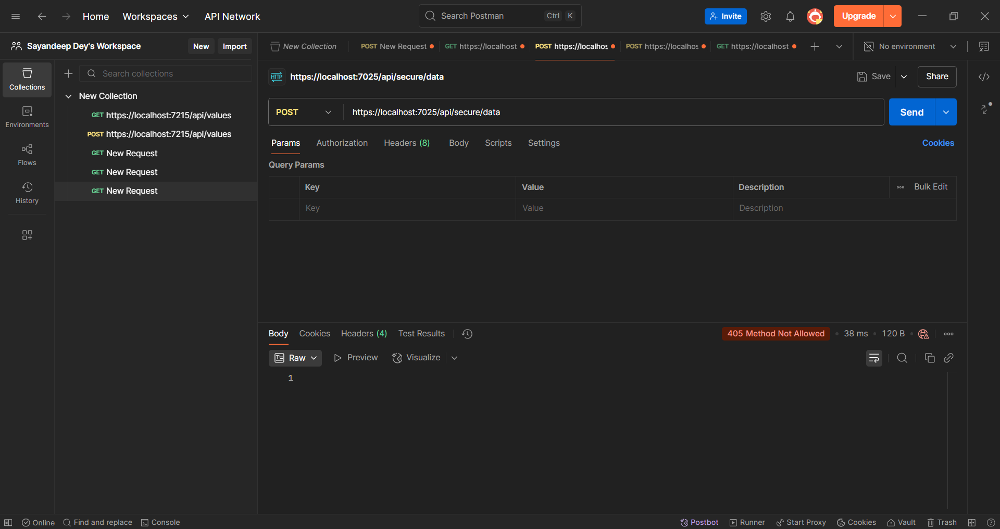 Home Workspaces API Network Search Postman Ctrl K Invite Upgrade
Sayandeep Dey's Workspace New Import
New Collection POST New Request GET https://localhost POST https://localhos POST https://localhos GET https://localhost No environment
Collections
Environments
Flows
History
Search collections
New Collection
GET https://localhost:7215/api/values
POST https://localhost:7215/api/values
GET New Request
GET New Request
GET New Request
HTTP https://localhost:7025/api/secure/data Save Share
POST https://localhost:7025/api/secure/data Send
Params Authorization Headers (8) Body Scripts Settings Cookies
Query Params
Key Value Description Bulk Edit
Key Value Description
Body Cookies Headers (4) Test Results 405 Method Not Allowed 38 ms 120 B
Raw Preview Visualize
1
Online Find and replace Console Postbot Runner Start Proxy Cookies Vault Trash